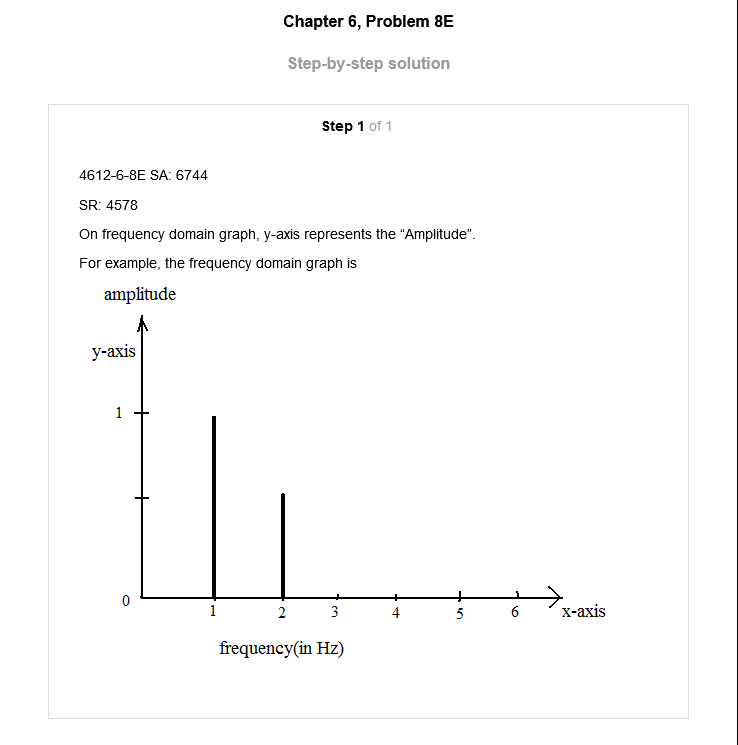 Chapter 6, Problem 8E
Step-by-step solution
Step 1 of 1
4612-6-8E SA: 6744
SR: 4578
On frequency domain graph, y-axis represents the “Amplitude”.
For example, the frequency domain graph is
amplitude
y-axis
1
0
1 2 3 4 5 6 x-axis
frequency(in Hz)